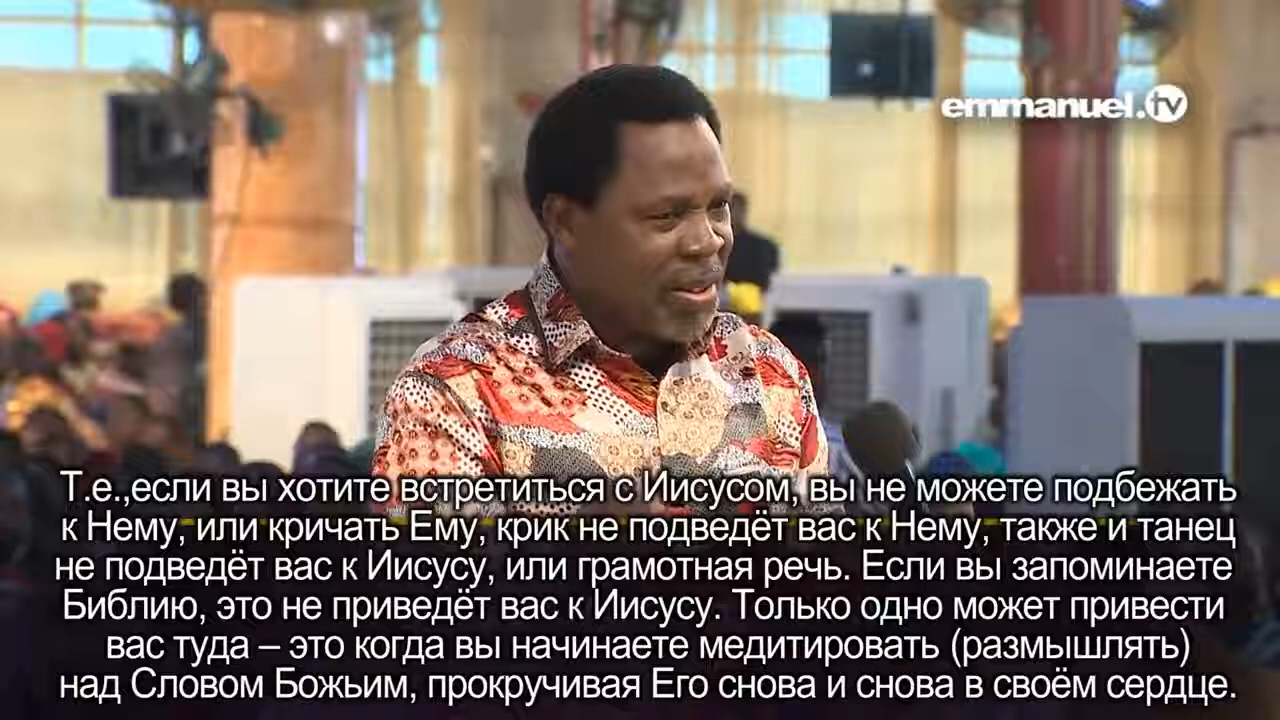 emmanuel.tv
Т.е.,если вы хотите встретиться с Иисусом, вы не можете подбежать
к Нему, или кричать Ему, крик не подведёт вас к Нему, также и танец
не подведёт вас к Иисусу, или грамотная речь. Если вы запоминаете
Библию, это не приведёт вас к Иисусу. Только одно может привести
вас туда – это когда вы начинаете медитировать (размышлять)
над Словом Божьим, прокручивая Его снова и снова в своём сердце.